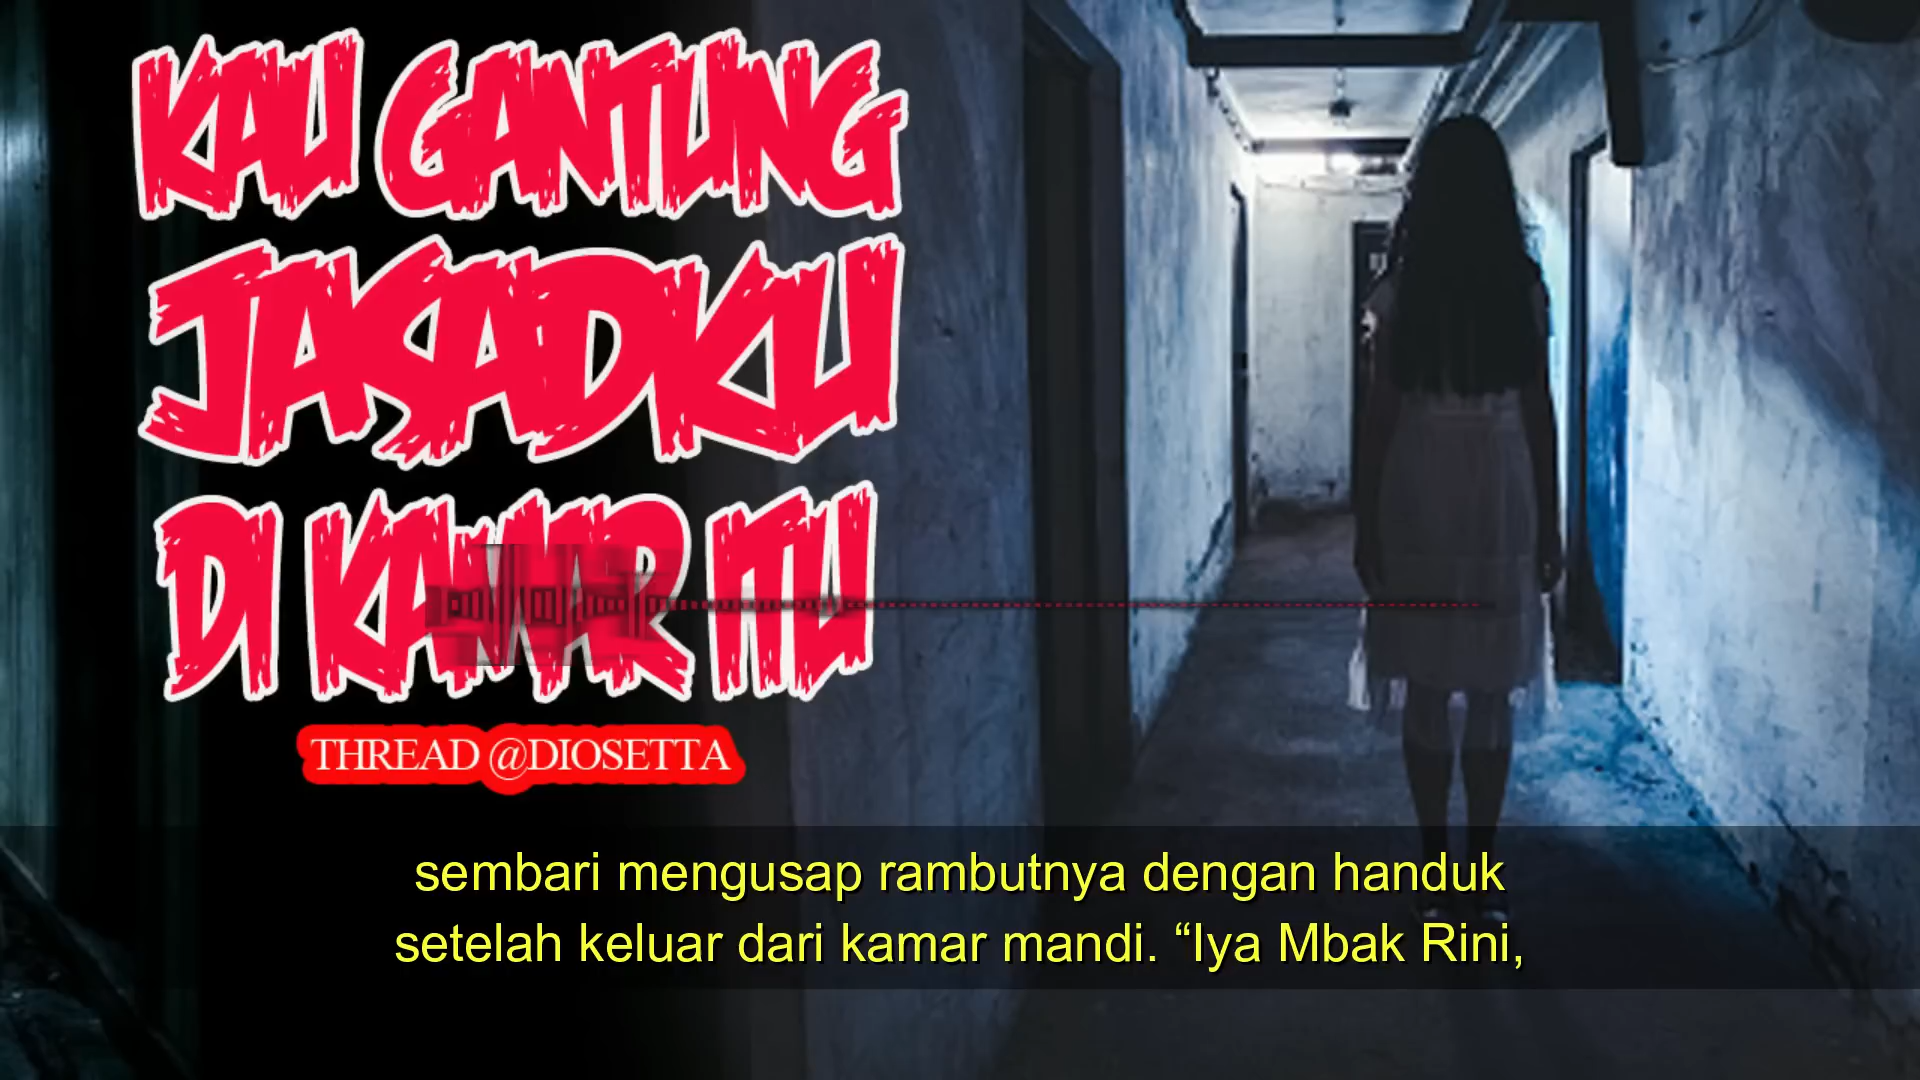 KAU GANTUNG
JASADKU
DI KAMAR ITU
THREAD @DIOSETTA
sembari mengusap rambutnya dengan handuk
setelah keluar dari kamar mandi. “Iya Mbak Rini,